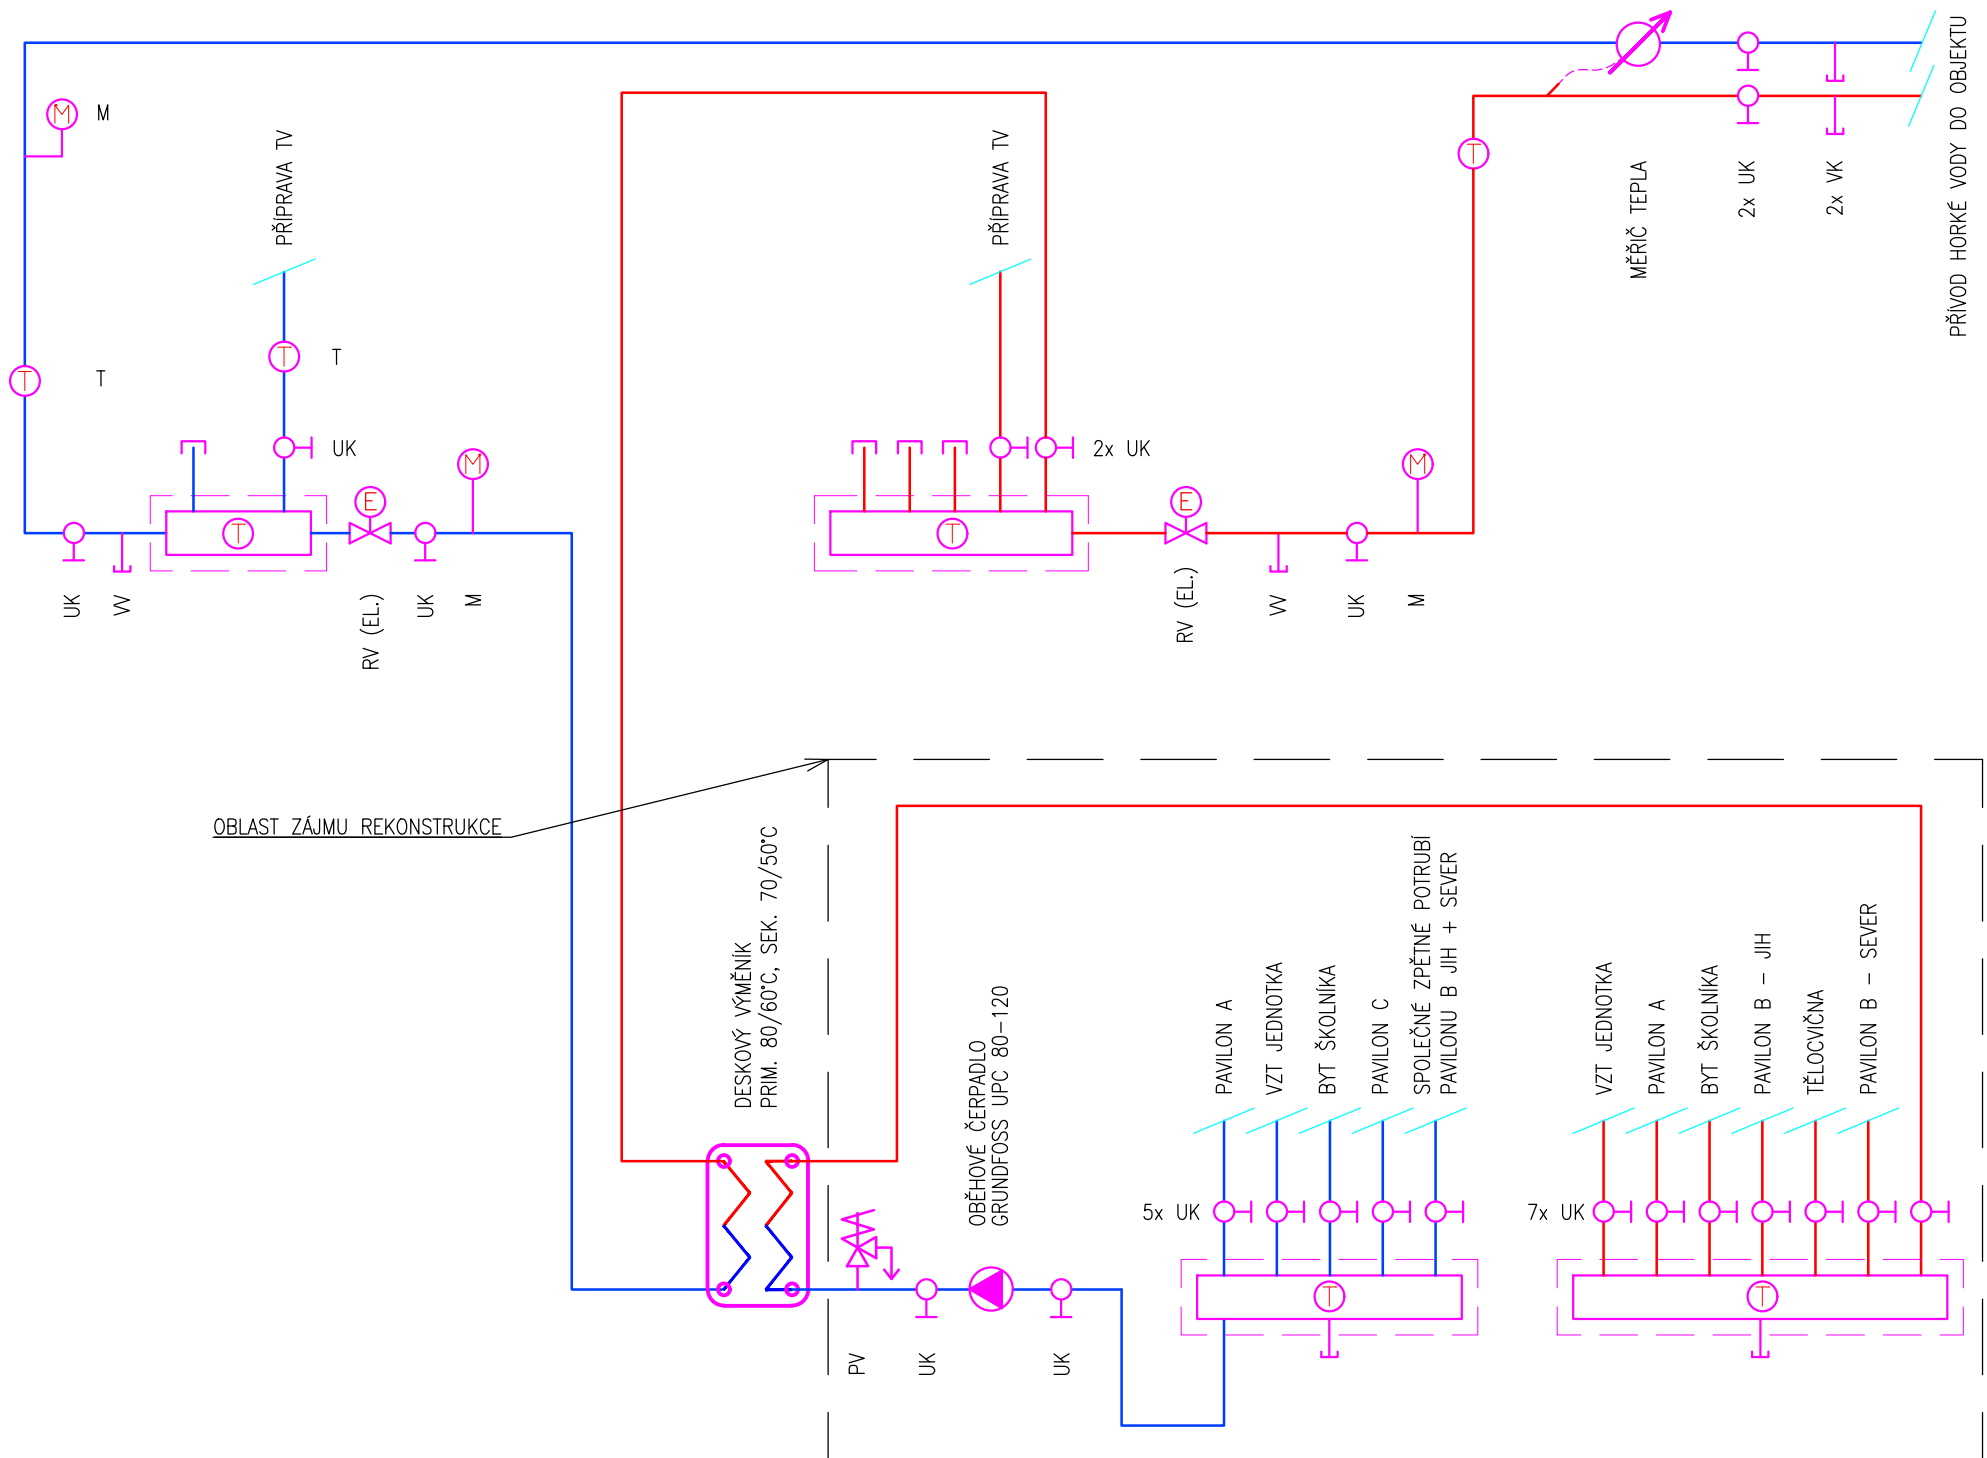 M
M
PŘÍPRAVA TV
T
T
T
T
UK
M
E
T
UK
VV
RV (EL.)
UK
M
PŘÍPRAVA TV
2x UK
T
E
M
RV (EL.)
VV
UK
M
T
MĚŘIČ TEPLA
2x UK
2x VK
PŘÍVOD HORKÉ VODY DO OBJEKTU
OBLAST ZÁJMU REKONSTRUKCE
DESKOVÝ VÝMĚNÍK
PRIM. 80/60°C, SEK. 70/50°C
OBĚHOVÉ ČERPADLO
GRUNDFOSS UPC 80-120
PV
UK
UK
PAVILON A
VZT JEDNOTKA
BYT ŠKOLNÍKA
PAVILON C
SPOLEČNÉ ZPĚTNÉ POTRUBÍ
PAVILONU B JIH + SEVER
5x UK
T
VZT JEDNOTKA
PAVILON A
BYT ŠKOLNÍKA
PAVILON B - JIH
TĚLOCVIČNA
PAVILON B - SEVER
7x UK
T